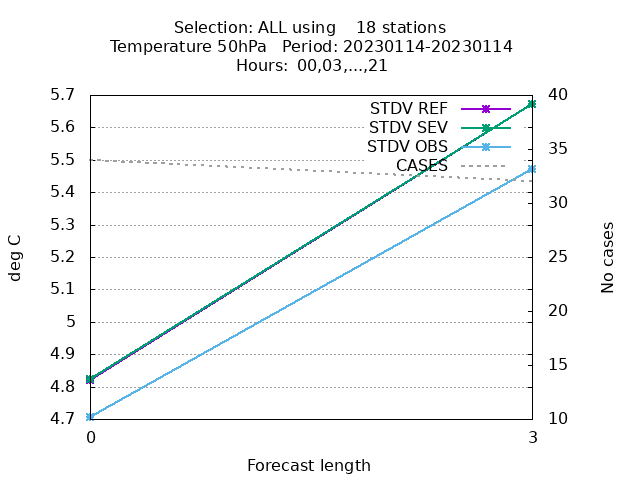 Selection: ALL using    18 stations
Temperature 50hPa   Period: 20230114-20230114
Hours:  00,03,...,21
5.7
5.6
5.5
5.4
5.3
5.2
5.1
5
4.9
4.8
4.7
deg C
STDV REF
STDV SEV
STDV OBS
CASES
40
35
30
25
20
15
10
No cases
0
3
Forecast length